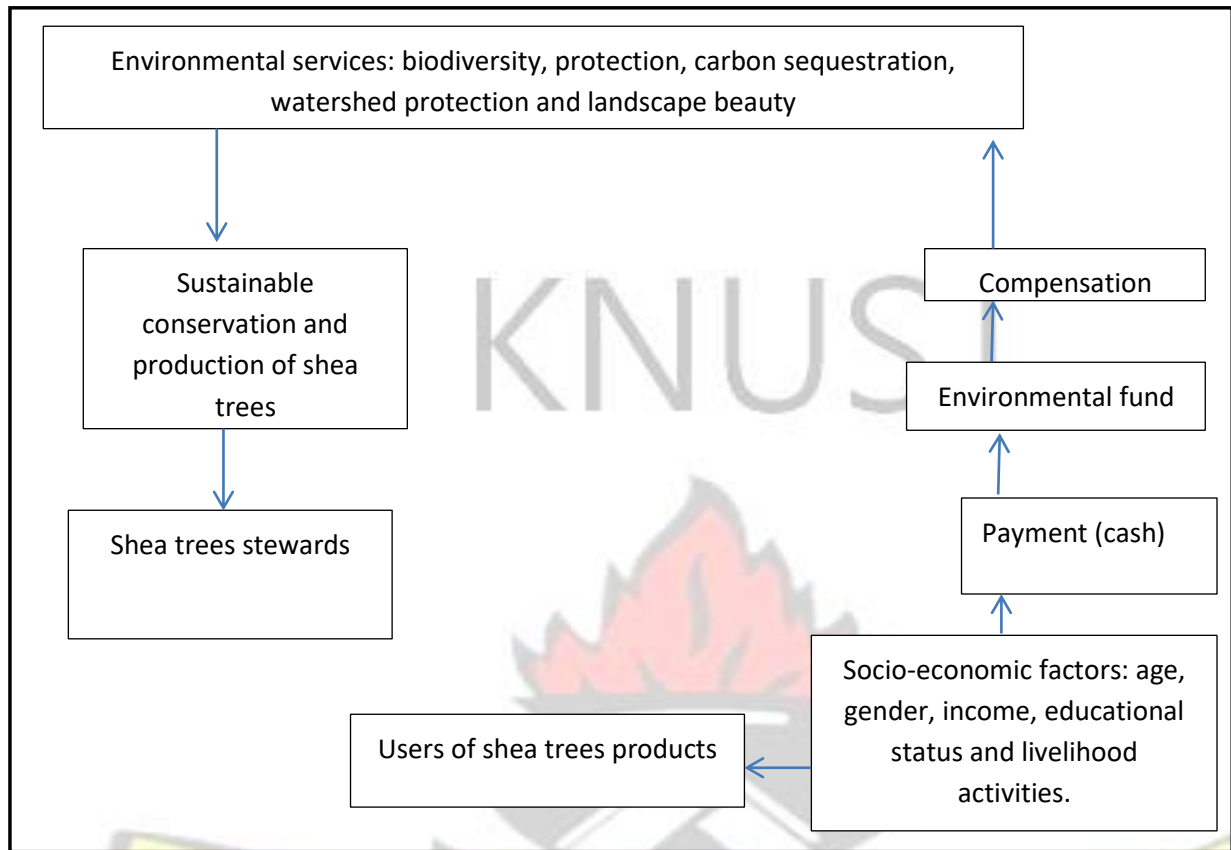 Environmental services: biodiversity, protection, carbon sequestration,
watershed protection and landscape beauty
Sustainable
conservation and
production of shea
trees
Shea trees stewards
KNUST
Compensation
Environmental fund
Payment (cash)
Socio-economic factors: age,
gender, income, educational
status and livelihood
activities.
Users of shea trees products